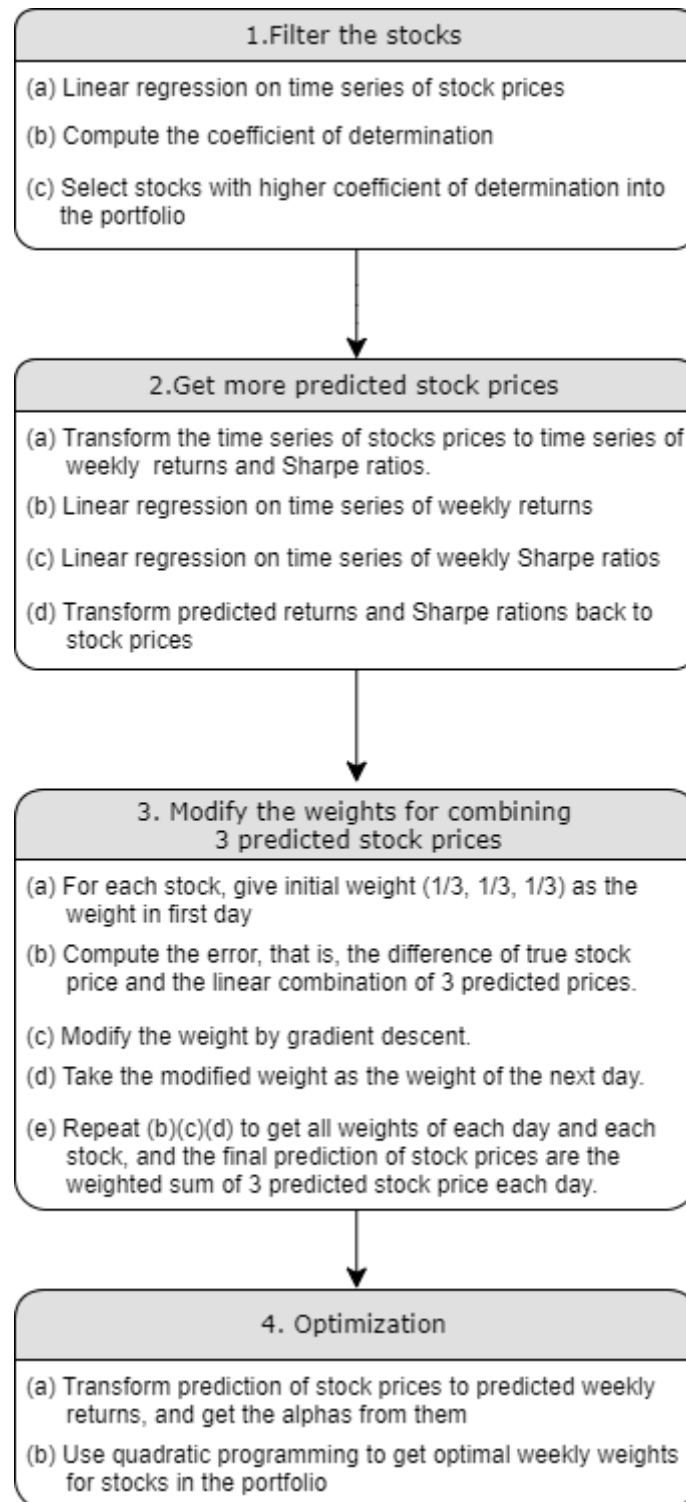 1.Filter the stocks
(a) Linear regression on time series of stock prices
(b) Compute the coefficient of determination
(c) Select stocks with higher coefficient of determination into
the portfolio
2.Get more predicted stock prices
(a) Transform the time series of stocks prices to time series of
weekly returns and Sharpe ratios.
(b) Linear regression on time series of weekly returns
(c) Linear regression on time series of weekly Sharpe ratios
(d) Transform predicted returns and Sharpe rations back to
stock prices
3. Modify the weights for combining
3 predicted stock prices
(a) For each stock, give initial weight (1/3, 1/3, 1/3) as the
weight in first day
(b) Compute the error, that is, the difference of true stock
price and the linear combination of 3 predicted prices.
(c) Modify the weight by gradient descent.
(d) Take the modified weight as the weight of the next day.
(e) Repeat (b)(c)(d) to get all weights of each day and each
stock, and the final prediction of stock prices are the
weighted sum of 3 predicted stock price each day.
4. Optimization
(a) Transform prediction of stock prices to predicted weekly
returns, and get the alphas from them
(b) Use quadratic programming to get optimal weekly weights
for stocks in the portfolio